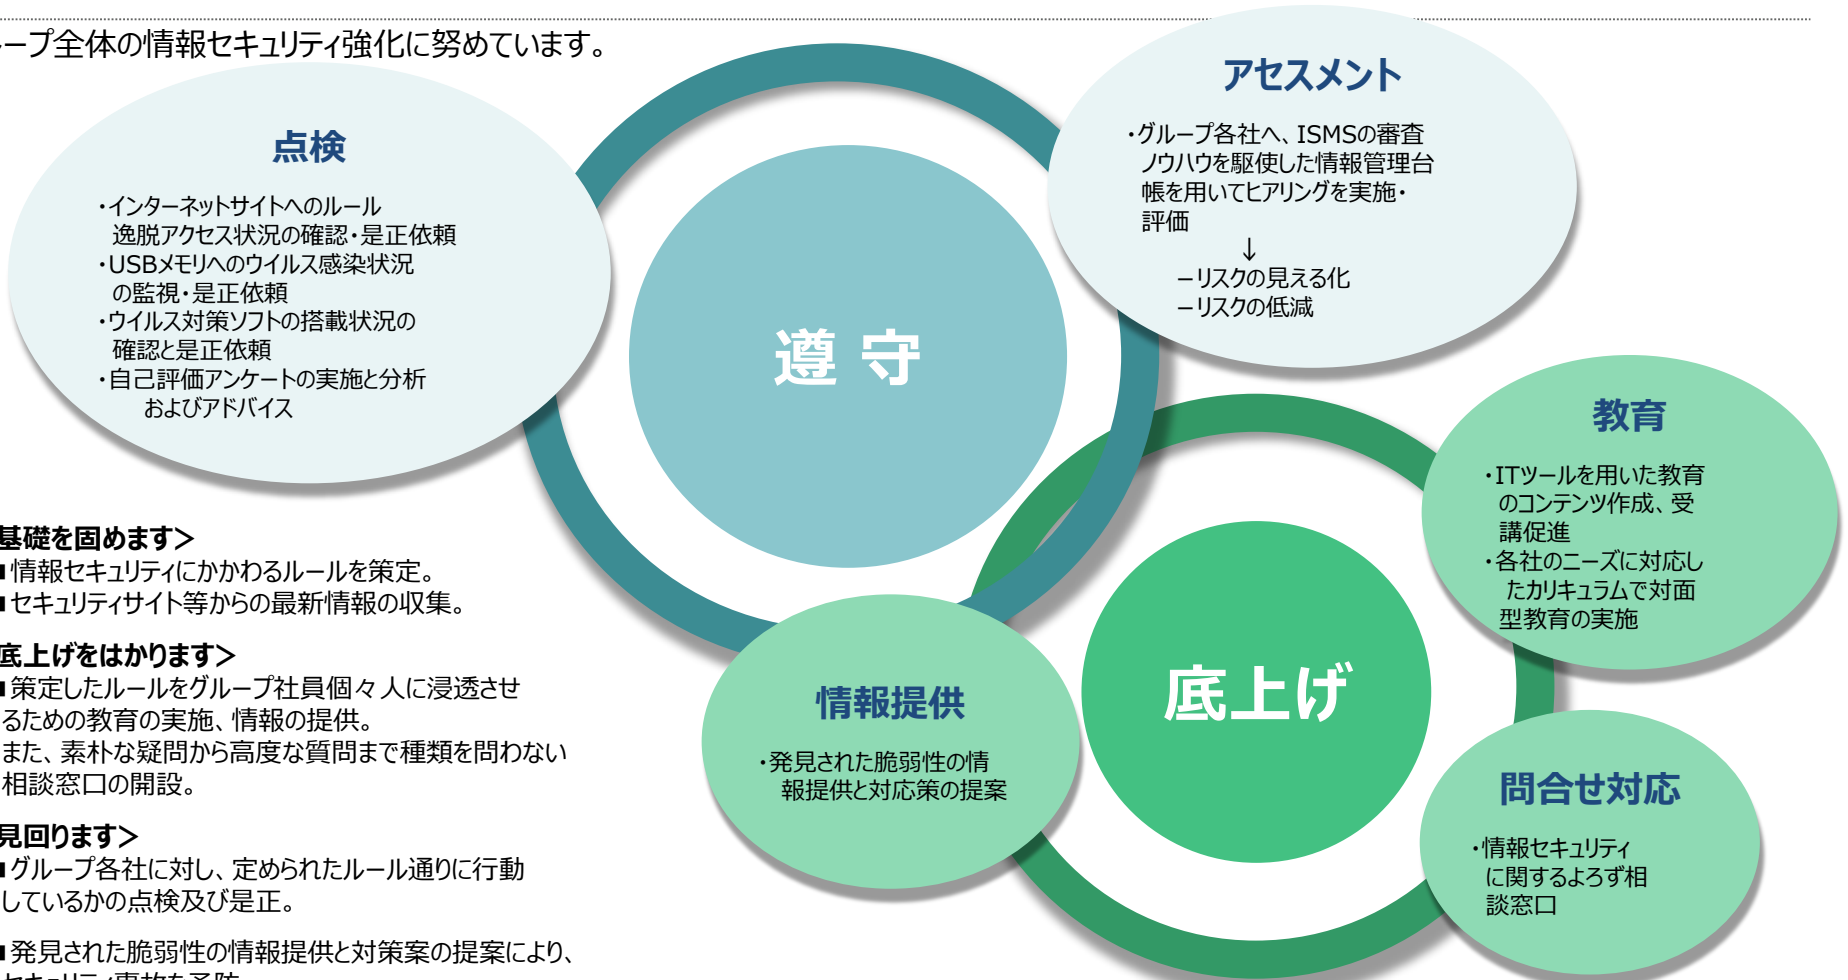 ループ全体の情報セキュリティ強化に努めています。
点検
・インターネットサイトへのルール
逸脱アクセス状況の確認・是正依頼
・USBメモリへのウイルス感染状況
の監視・是正依頼
・ウイルス対策ソフトの搭載状況の
確認と是正依頼
・自己評価アンケートの実施と分析
およびアドバイス
遵 守
アセスメント
・グループ各社へ、ISMSの審査
ノウハウを駆使した情報管理台
帳を用いてヒアリングを実施・
評価
↓
－リスクの見える化
－リスクの低減
教育
・ITツールを用いた教育
のコンテンツ作成、受
講促進
・各社のニーズに対応し
たカリキュラムで対面
型教育の実施
底上げ
情報提供
・発見された脆弱性の情
報提供と対応策の提案
問合せ対応
・情報セキュリティ
に関するよろず相
談窓口
基礎を固めます＞
■情報セキュリティにかかわるルールを策定。
■セキュリティサイト等からの最新情報の収集。
底上げをはかります＞
■策定したルールをグループ社員個々人に浸透させ
るための教育の実施、情報の提供。
また、素朴な疑問から高度な質問まで種類を問わない
相談窓口の開設。
見回ります＞
■グループ各社に対し、定められたルール通りに行動
しているかの点検及び是正。
■発見された脆弱性の情報提供と対策案の提案により、
セキュリティ事故を予防